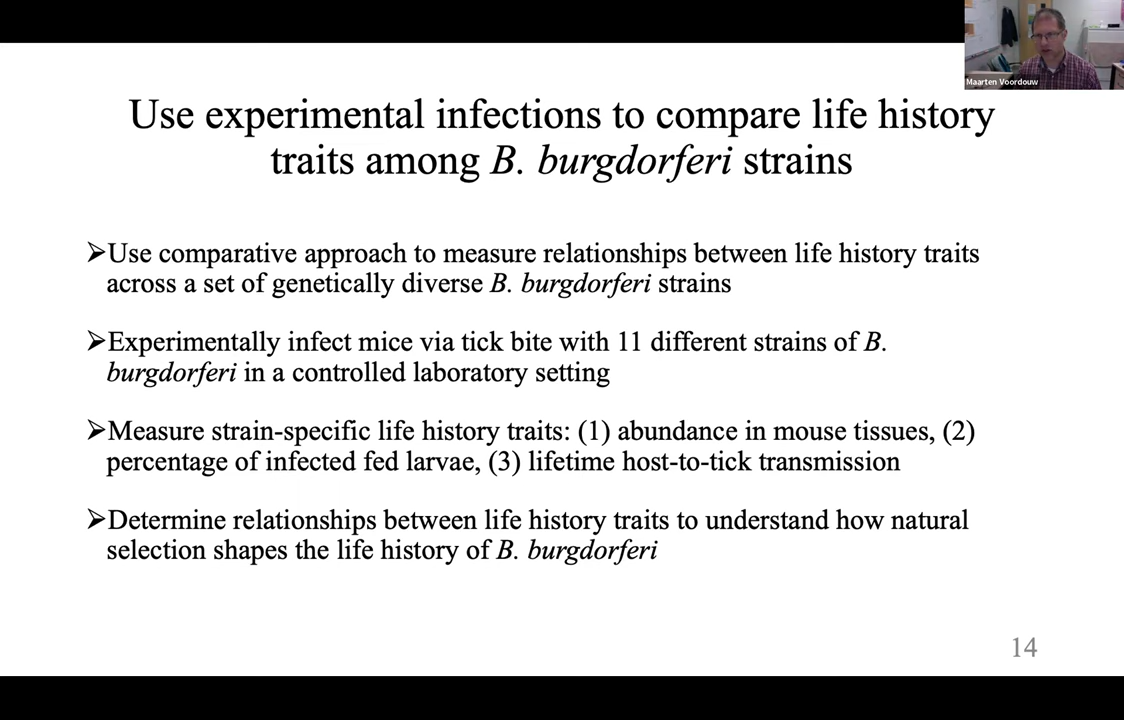 Maarten Voordouw
Use experimental infections to compare life history
traits among B. burgdorferi strains
➢Use comparative approach to measure relationships between life history traits
across a set of genetically diverse B. burgdorferi strains
➢Experimentally infect mice via tick bite with 11 different strains of B.
burgdorferi in a controlled laboratory setting
➢Measure strain-specific life history traits: (1) abundance in mouse tissues, (2)
percentage of infected fed larvae, (3) lifetime host-to-tick transmission
➢Determine relationships between life history traits to understand how natural
selection shapes the life history of B. burgdorferi
14